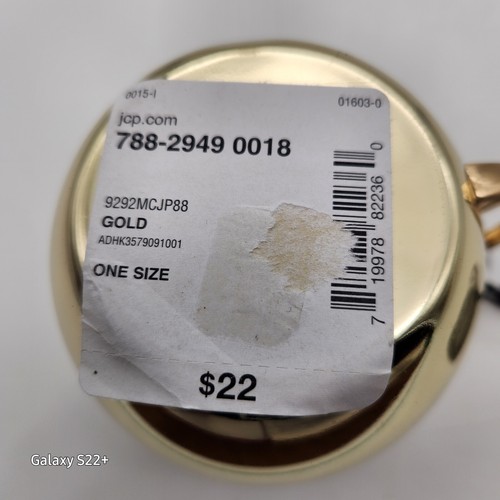 0015-I
01603-0
jcp.com
788-2949 0018
9292MCJP88
GOLD
ADHK3579091001
ONE SIZE
7 19978 82236 0
$22
Galaxy S22+